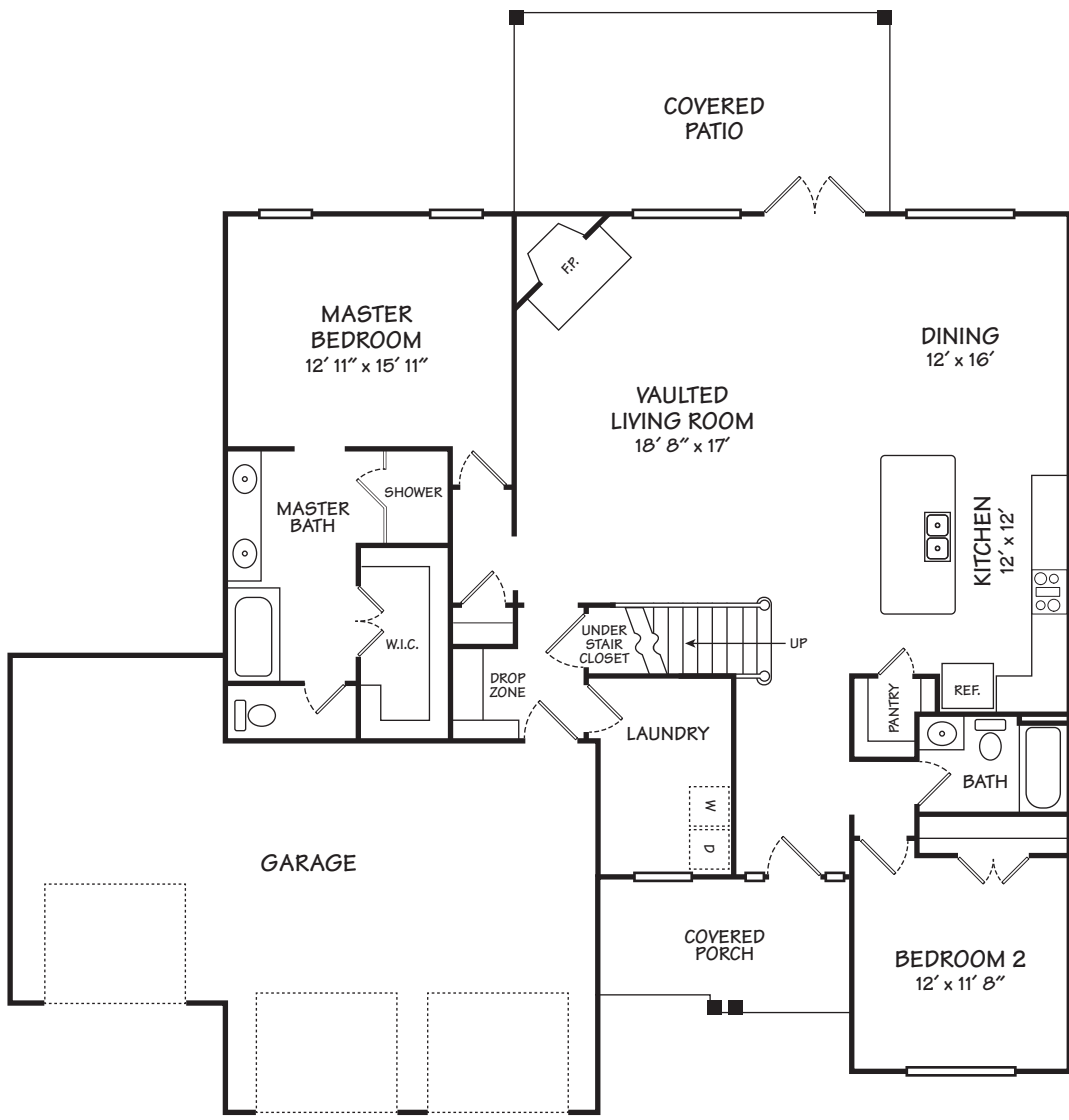 COVERED
PATIO
F.P.
MASTER
BEDROOM
12′ 11″ x 15′ 11″
DINING
12′ x 16′
VAULTED
LIVING ROOM
18′ 8″ x 17′
SHOWER
MASTER
BATH
KITCHEN
12′ x 12′
W.I.C.
UNDER
STAIR
CLOSET
UP
DROP
ZONE
PANTRY
REF.
LAUNDRY
BATH
W
D
GARAGE
COVERED
PORCH
BEDROOM 2
12′ x 11′ 8″